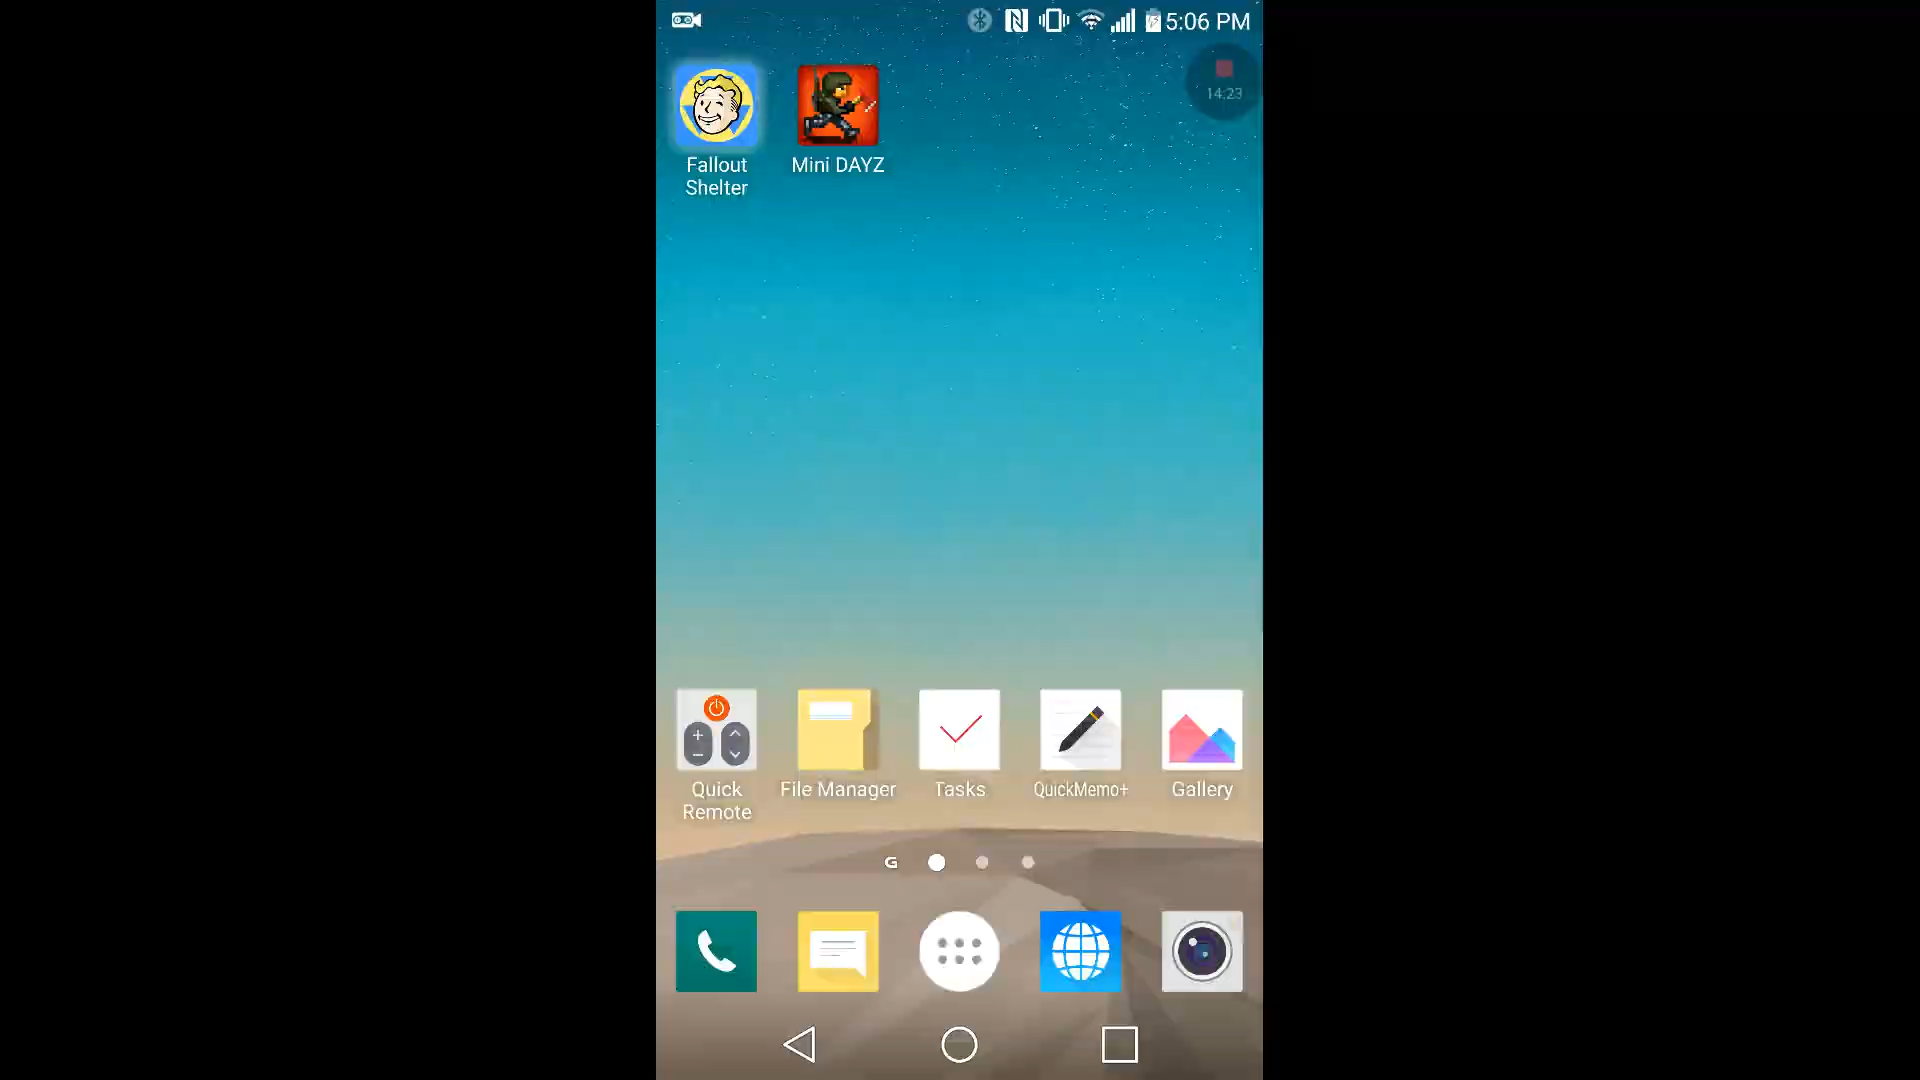 5:06 PM
14:23
Fallout
Shelter
Mini DAYZ
Quick
Remote
File Manager
Tasks
QuickMemo+
Gallery
G